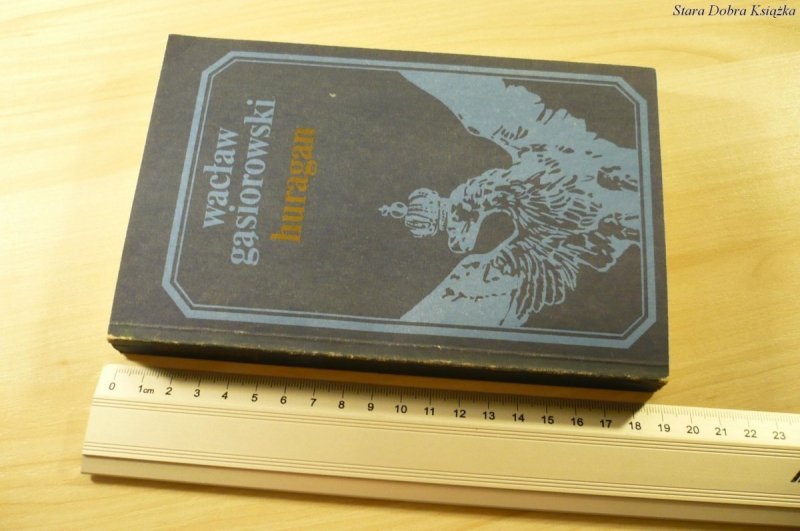 Stara Dobra Książka
wacław
gąsiorowski
huragan
0 1cm 2 3 4 5 6 7 8 9 10 11 12 13 14 15 16 17 18 19 20 21 22 23